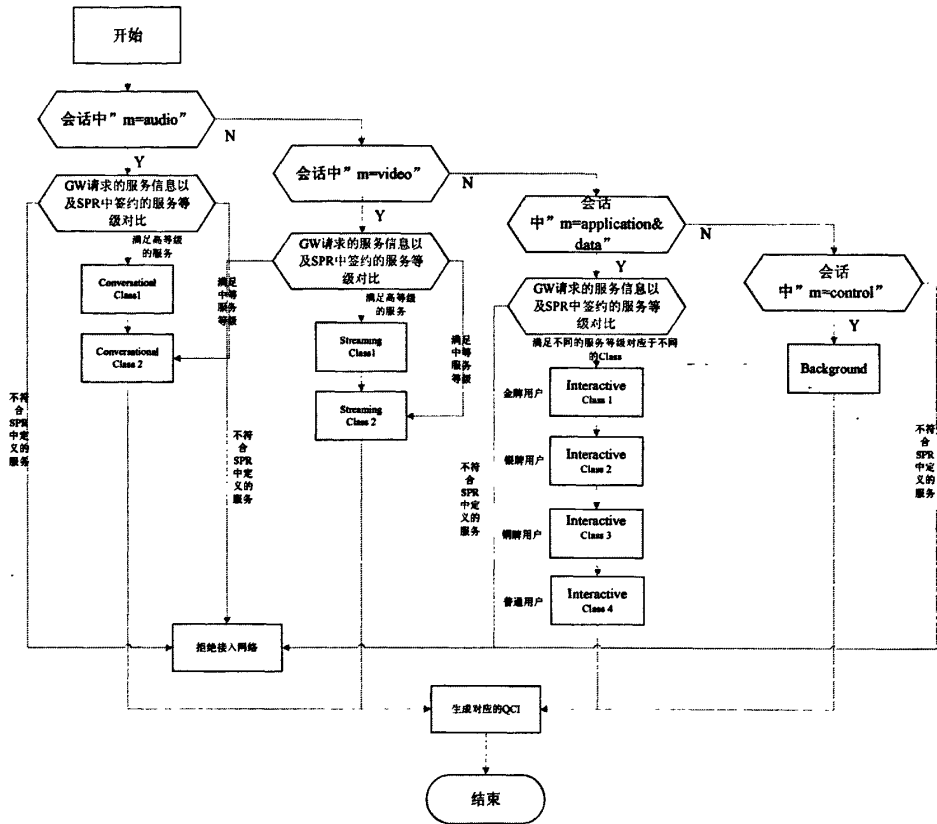 开始
会话中”m=audio”
N
Y
会话中”m=video”
N
GW请求的服务信息以
及SPR中签约的服务等
级对比
Y
会话
中”m=application&
data”
N
满足高等级
的服务
GW请求的服务信息以
及SPR中签约的服务等
级对比
Y
会话
中”m=control”
Conversational
Class1
满足
中等
服务
等级
满足高等级
的服务
GW请求的服务信息以
及SPR中签约的服务等
级对比
Y
Conversational
Class 2
Streaming
Class1
满足
中等
服务
等级
满足不同的服务等级对应于不同
的Class
Background
Streaming
Class 2
金牌用户
Interactive
Class 1
不符
合
SPR
中定
义的
服务
不符
合
SPR
中定
义的
服务
银牌用户
Interactive
Class 2
不符
合
SPR
中定
义的
服务
不符
合
SPR
中定
义的
服务
铜牌用户
Interactive
Class 3
普通用户
Interactive
Class 4
拒绝接入网络
生成对应的QCI
结束